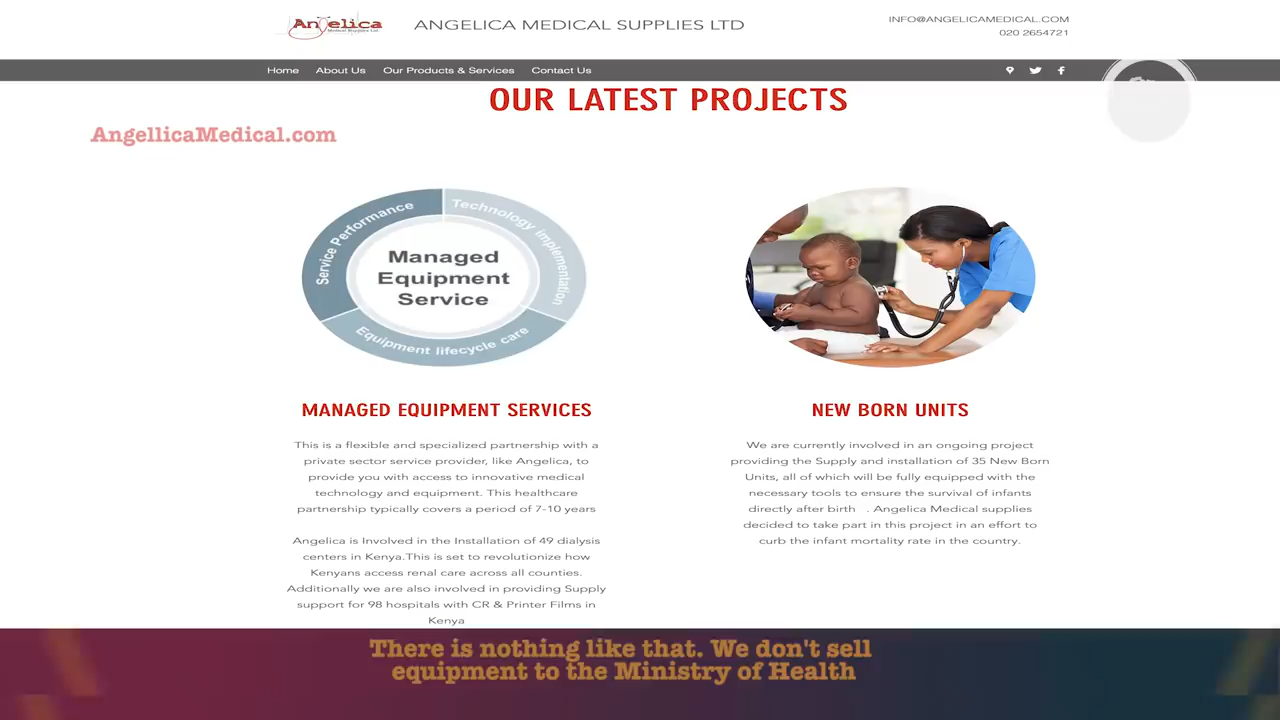 Angelica
Medical Supplies Ltd.
ANGELICA MEDICAL SUPPLIES LTD
INFO@ANGELICAMEDICAL.COM
020 2654721
Home About Us Our Products & Services Contact Us
OUR LATEST PROJECTS
AngellicaMedical.com
Service Performance
Technology Implementation
Managed
Equipment
Service
Equipment lifecycle care
MANAGED EQUIPMENT SERVICES
This is a flexible and specialized partnership with a
private sector service provider, like Angelica, to
provide you with access to innovative medical
technology and equipment. This healthcare
partnership typically covers a period of 7-10 years
Angelica is Involved in the Installation of 49 dialysis
centers in Kenya.This is set to revolutionize how
Kenyans access renal care across all counties.
Additionally we are also involved in providing Supply
support for 98 hospitals with CR & Printer Films in
Kenya
NEW BORN UNITS
We are currently involved in an ongoing project
providing the Supply and installation of 35 New Born
Units, all of which will be fully equipped with the
necessary tools to ensure the survival of infants
directly after birth . Angelica Medical supplies
decided to take part in this project in an effort to
curb the infant mortality rate in the country.
There is nothing like that. We don't sell
equipment to the Ministry of Health